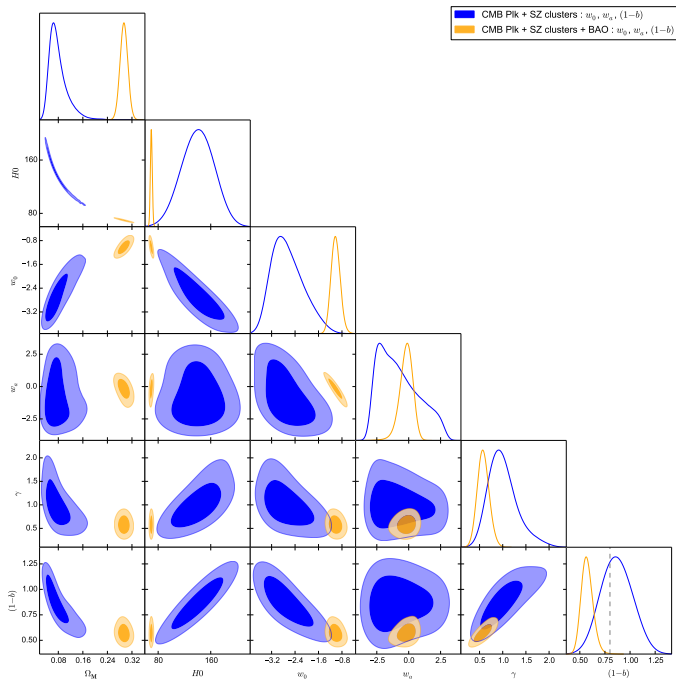 CMB Plk + SZ clusters : w₀, wₐ, (1−b)
CMB Plk + SZ clusters + BAO : w₀, wₐ, (1−b)
160
80
H0
−0.8
−1.6
−2.4
−3.2
w₀
2.5
0.0
−2.5
wₐ
2.0
1.5
1.0
0.5
γ
1.25
1.00
0.75
0.50
(1−b)
0.08 0.16 0.24 0.32
80 160
−3.2 −2.4 −1.6 −0.8
−2.5 0.0 2.5
0.5 1.0 1.5 2.0
0.50 0.75 1.00 1.25
Ω_M H0 w₀ wₐ γ (1−b)